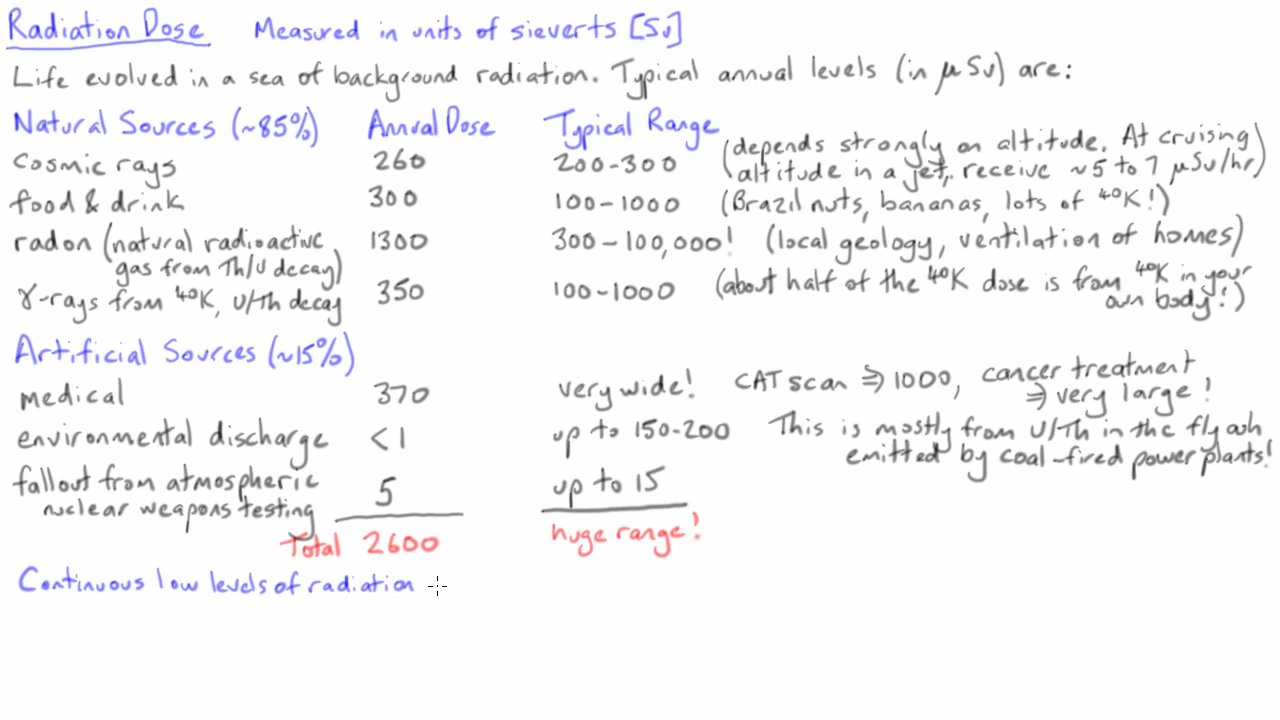 Radiation Dose Measured in units of sieverts [Sv]
Life evolved in a sea of background radiation. Typical annual levels (in μSv) are:
Natural Sources (~85%) Annual Dose Typical Range
cosmic rays 260 200-300 (depends strongly on altitude. At cruising
altitude in a jet, receive ~5 to 7 μSv/hr)
food & drink 300 100-1000 (Brazil nuts, bananas, lots of ⁴⁰K!)
radon (natural radioactive 1300 300-100,000! (local geology, ventilation of homes)
gas from Th/U decay)
γ-rays from ⁴⁰K, U/Th decay 350 100-1000 (about half of the ⁴⁰K dose is from ⁴⁰K in your
own body!)
Artificial Sources (~15%)
medical 370 very wide! CAT scan ⇒ 1000, cancer treatment
⇒ very large!
environmental discharge <1 up to 150-200 This is mostly from U/Th in the fly ash
emitted by coal-fired power plants!
fallout from atmospheric 5 up to 15
nuclear weapons testing
Total 2600 huge range!
Continuous low levels of radiation